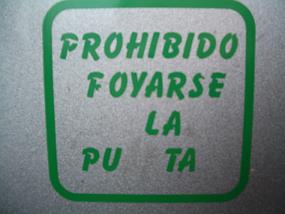 PROHIBIDO
FOYARSE
LA
PU TA